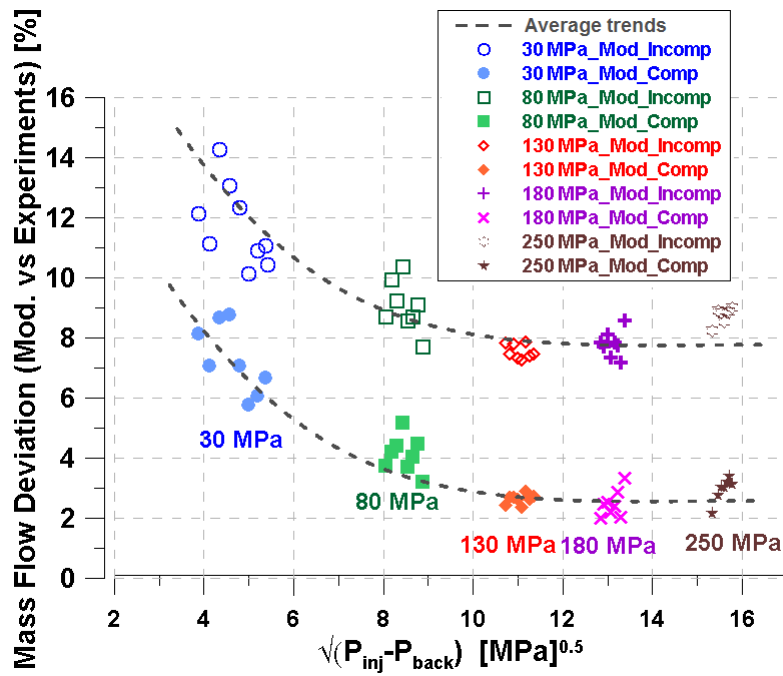 Average trends
30 MPa_Mod_Incomp
30 MPa_Mod_Comp
80 MPa_Mod_Incomp
80 MPa_Mod_Comp
130 MPa_Mod_Incomp
130 MPa_Mod_Comp
180 MPa_Mod_Incomp
180 MPa_Mod_Comp
250 MPa_Mod_Incomp
250 MPa_Mod_Comp
Mass Flow Deviation (Mod. vs Experiments) [%]
16
14
12
10
8
6
4
2
0
30 MPa
80 MPa
130 MPa
180 MPa
250 MPa
2 4 6 8 10 12 14 16
√(Pinj-Pback) [MPa]0.5